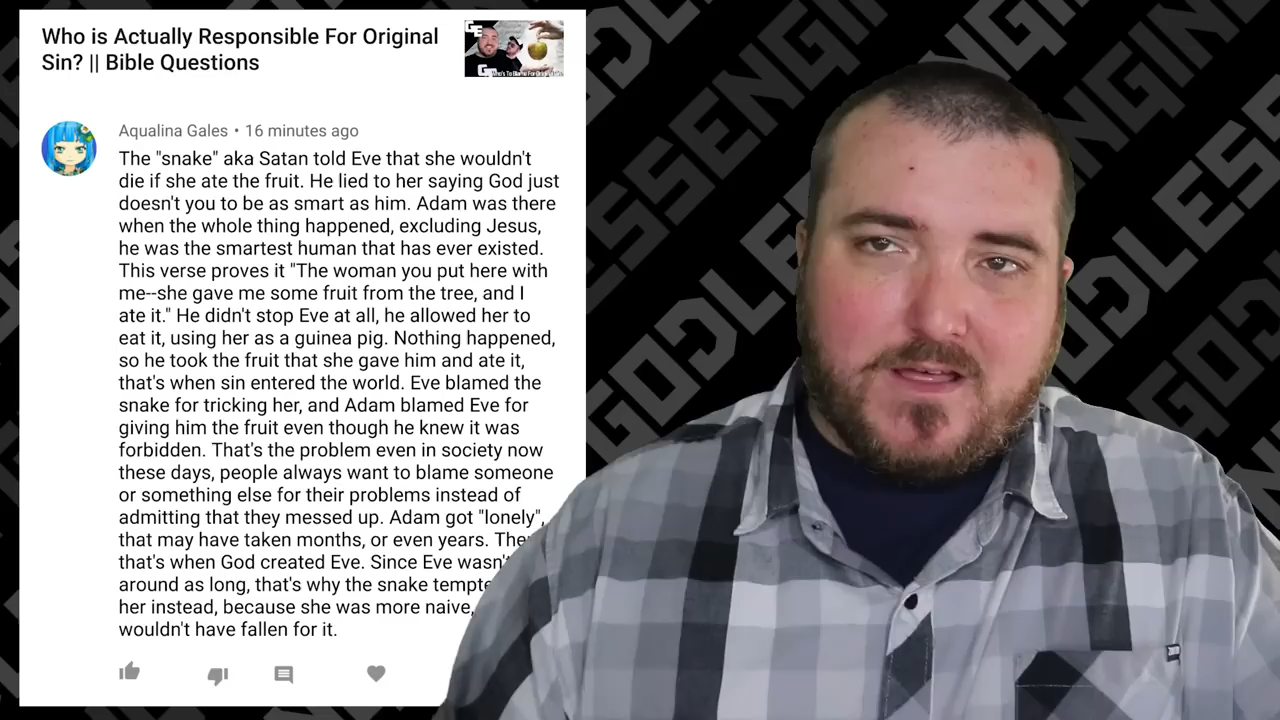 Who is Actually Responsible For Original
Sin? || Bible Questions
Aqualina Gales • 16 minutes ago
The "snake" aka Satan told Eve that she wouldn't
die if she ate the fruit. He lied to her saying God just
doesn't you to be as smart as him. Adam was there
when the whole thing happened, excluding Jesus,
he was the smartest human that has ever existed.
This verse proves it "The woman you put here with
me--she gave me some fruit from the tree, and I
ate it." He didn't stop Eve at all, he allowed her to
eat it, using her as a guinea pig. Nothing happened,
so he took the fruit that she gave him and ate it,
that's when sin entered the world. Eve blamed the
snake for tricking her, and Adam blamed Eve for
giving him the fruit even though he knew it was
forbidden. That's the problem even in society now
these days, people always want to blame someone
or something else for their problems instead of
admitting that they messed up. Adam got "lonely",
that may have taken months, or even years.
that's when God created Eve. Since Eve
around as long, that's why the snake
her instead, because she was more naive,
wouldn't have fallen for it.